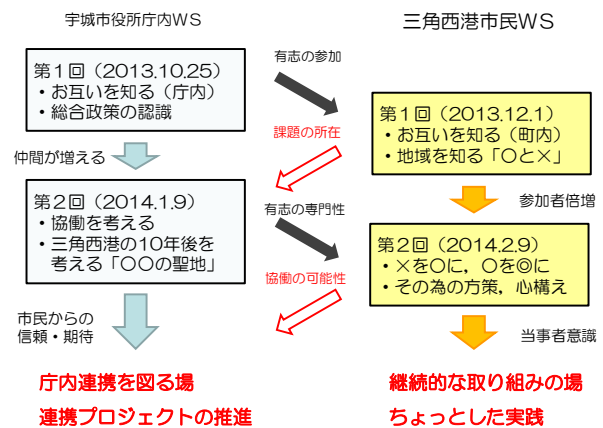 宇城市役所庁内ＷＳ
三角西港市民ＷＳ
第１回（2013.10.25）
・お互いを知る（庁内）
・総合政策の認識
有志の参加
第１回（2013.12.1）
・お互いを知る（町内）
・地域を知る「〇と×」
課題の所在
仲間が増える
第２回（2014.1.9）
・協働を考える
・三角西港の10年後を
考える「〇〇の聖地」
有志の専門性
参加者倍増
第２回（2014.2.9）
・×を〇に，〇を◎に
・その為の方策，心構え
協働の可能性
市民からの
信頼・期待
当事者意識
庁内連携を図る場
連携プロジェクトの推進
継続的な取り組みの場
ちょっとした実践